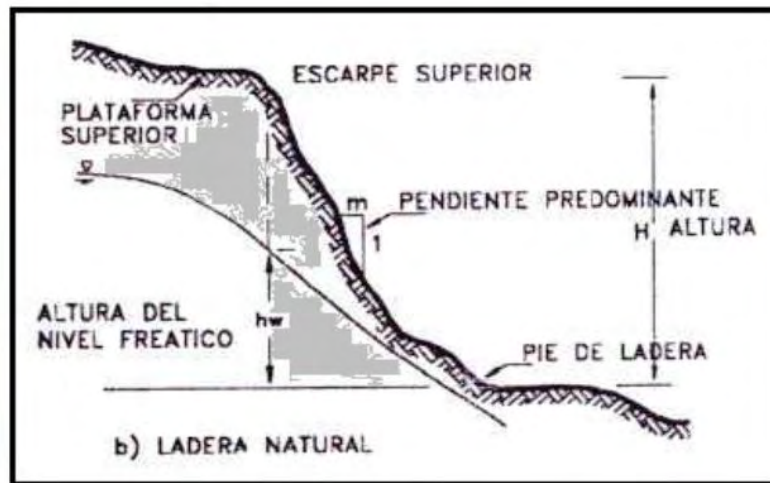 ESCARPE SUPERIOR
PLATAFORMA
SUPERIOR
m
PENDIENTE PREDOMINANTE
1
H ALTURA
ALTURA DEL
NIVEL FREATICO
hw
PIE DE LADERA
b) LADERA NATURAL